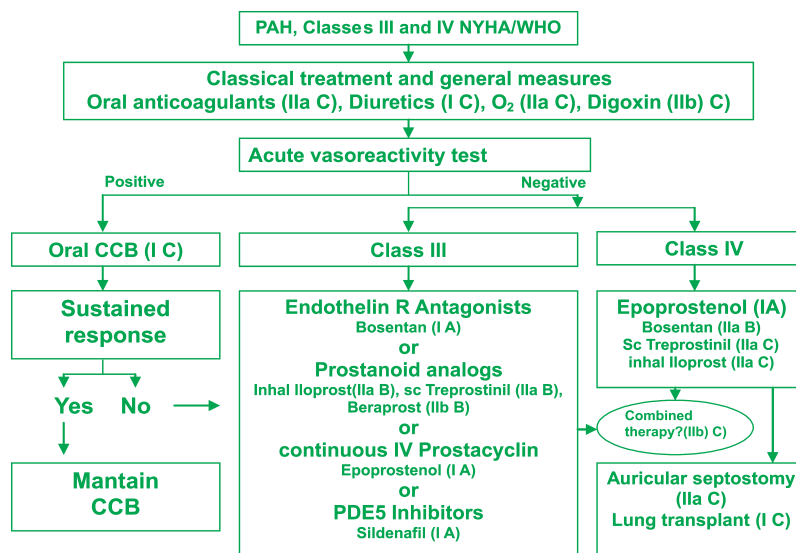 PAH, Classes III and IV NYHA/WHO
Classical treatment and general measures
Oral anticoagulants (IIa C), Diuretics (I C), O₂ (IIa C), Digoxin (IIb) C)
Acute vasoreactivity test
Positive
Negative
Oral CCB (I C)
Class III
Class IV
Sustained
response
Yes
No
Mantain
CCB
Endothelin R Antagonists
Bosentan (I A)
or
Prostanoid analogs
Inhal Iloprost(IIa B), sc Treprostinil (IIa B),
Beraprost (IIb B)
or
continuous IV Prostacyclin
Epoprostenol (I A)
or
PDE5 Inhibitors
Sildenafil (I A)
Epoprostenol (IA)
Bosentan (IIa B)
Sc Treprostinil (IIa C)
inhal Iloprost (IIa C)
Combined
therapy?(IIb) C)
Auricular septostomy
(IIa C)
Lung transplant (I C)